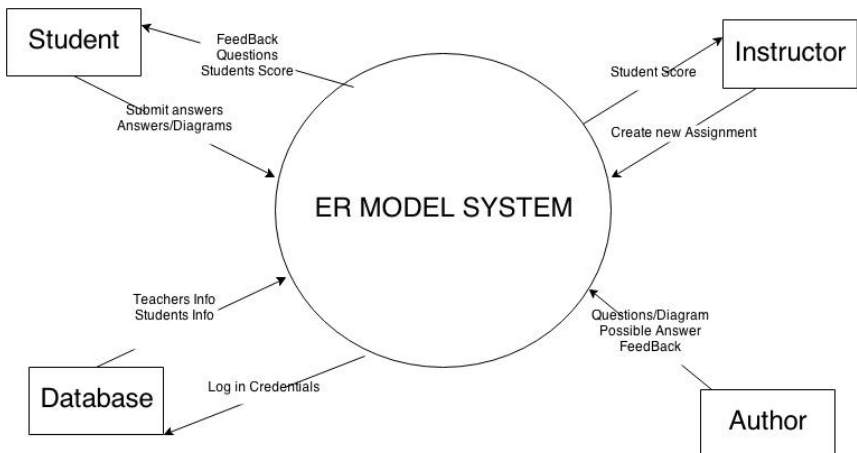 Student
FeedBack
Questions
Students Score
Instructor
Student Score
Submit answers
Answers/Diagrams
Create new Assignment
ER MODEL SYSTEM
Teachers Info
Students Info
Questions/Diagram
Possible Answer
FeedBack
Database
Log in Credentials
Author